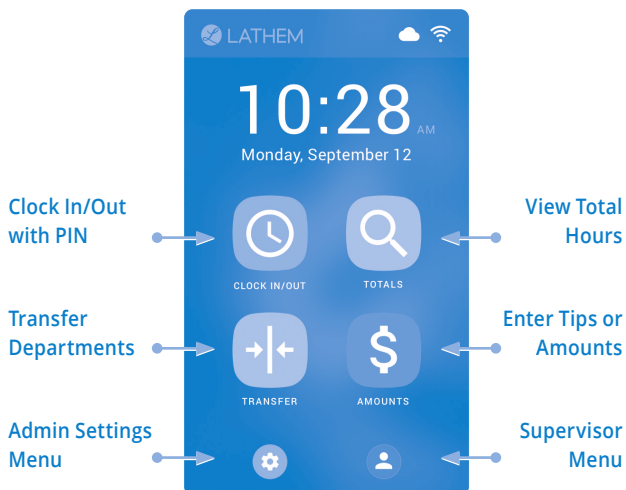 LATHEM
10:28 AM
Monday, September 12
Clock In/Out
with PIN
View Total
Hours
CLOCK IN/OUT
TOTALS
Transfer
Departments
Enter Tips or
Amounts
TRANSFER
AMOUNTS
Admin Settings
Menu
Supervisor
Menu